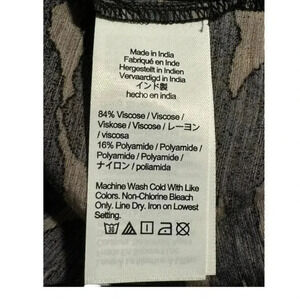 Made in India
Fabriqué en Inde
Hergestellt in Indien
Vervaardigd in India
インド製
hecho en india
84% Viscose / Viscose /
Viskose / Viscose / レーヨン
/ viscosa
16% Polyamide / Polyamide /
Polyamide / Polyamide /
ナイロン / poliamida
Machine Wash Cold With Like
Colors. Non-Chlorine Bleach
Only. Line Dry. Iron on Lowest
Setting.